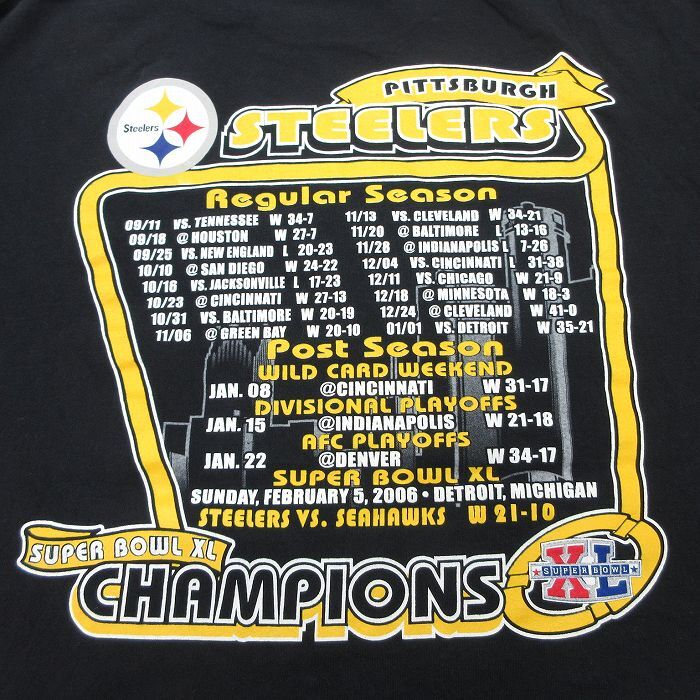 PITTSBURGH
Steelers
STEELERS
Regular Season
09/11 VS. TENNESSEE W 34-7 11/13 VS. CLEVELAND W 34-21
09/18 @ HOUSTON W 27-7 11/20 @ BALTIMORE L 13-16
09/25 VS. NEW ENGLAND L 20-23 11/28 @ INDIANAPOLIS L 7-26
10/10 @ SAN DIEGO W 24-22 12/04 VS. CINCINNATI L 31-38
10/16 VS. JACKSONVILLE L 17-23 12/11 VS. CHICAGO W 21-9
10/23 @ CINCINNATI W 27-13 12/18 @ MINNESOTA W 18-3
10/31 VS. BALTIMORE W 20-19 12/24 @ CLEVELAND W 41-0
11/06 @ GREEN BAY W 20-10 01/01 VS. DETROIT W 35-21
Post Season
WILD CARD WEEKEND
JAN. 08 @CINCINNATI W 31-17
DIVISIONAL PLAYOFFS
JAN. 15 @INDIANAPOLIS W 21-18
AFC PLAYOFFS
JAN. 22 @DENVER W 34-17
SUPER BOWL XL
SUNDAY, FEBRUARY 5, 2006 • DETROIT, MICHIGAN
STEELERS VS. SEAHAWKS W 21-10
SUPER BOWL XL
CHAMPIONS
XL
SUPER BOWL